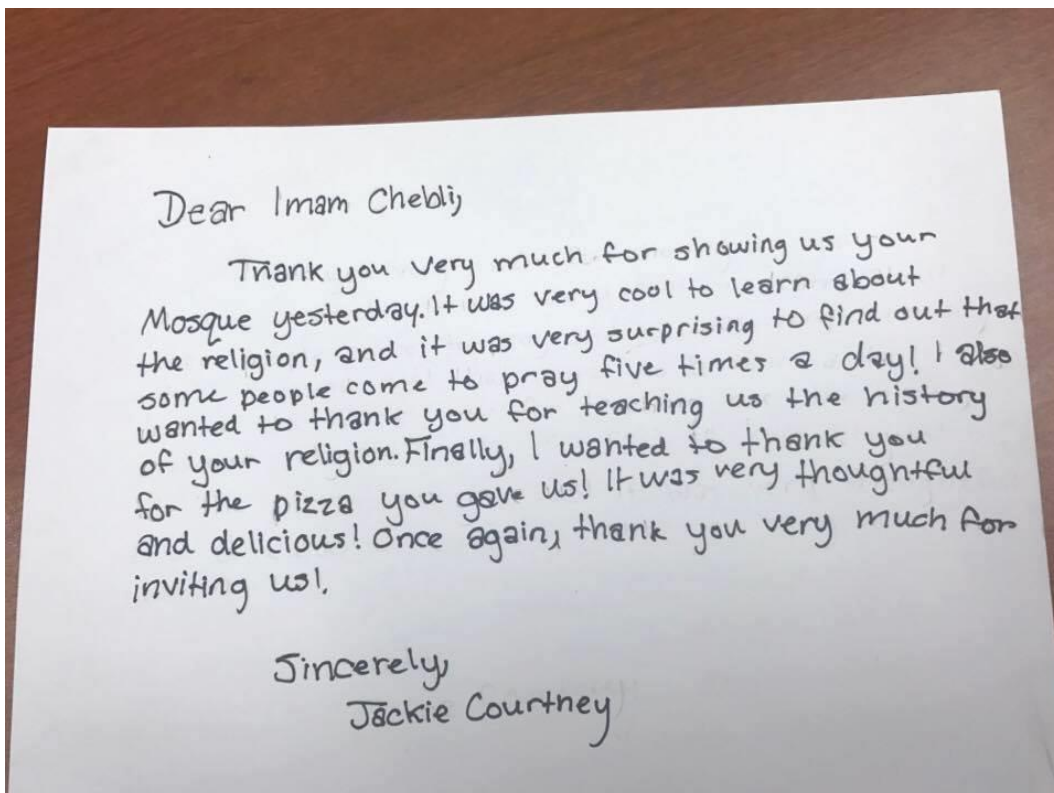 Dear Imam Chebli,
Thank you very much for showing us your
Mosque yesterday. It was very cool to learn about
the religion, and it was very surprising to find out that
some people come to pray five times a day! I also
wanted to thank you for teaching us the history
of your religion. Finally, I wanted to thank you
for the pizza you gave us! It was very thoughtful
and delicious! Once again, thank you very much for
inviting us!
Sincerely,
Jackie Courtney